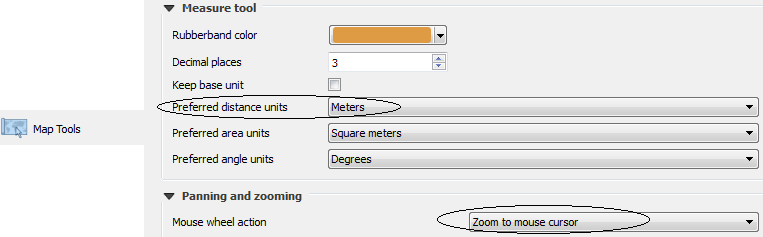 Measure tool
Rubberband color
Decimal places 3
Keep base unit
Preferred distance units Meters
Map Tools
Preferred area units Square meters
Preferred angle units Degrees
Panning and zooming
Mouse wheel action Zoom to mouse cursor